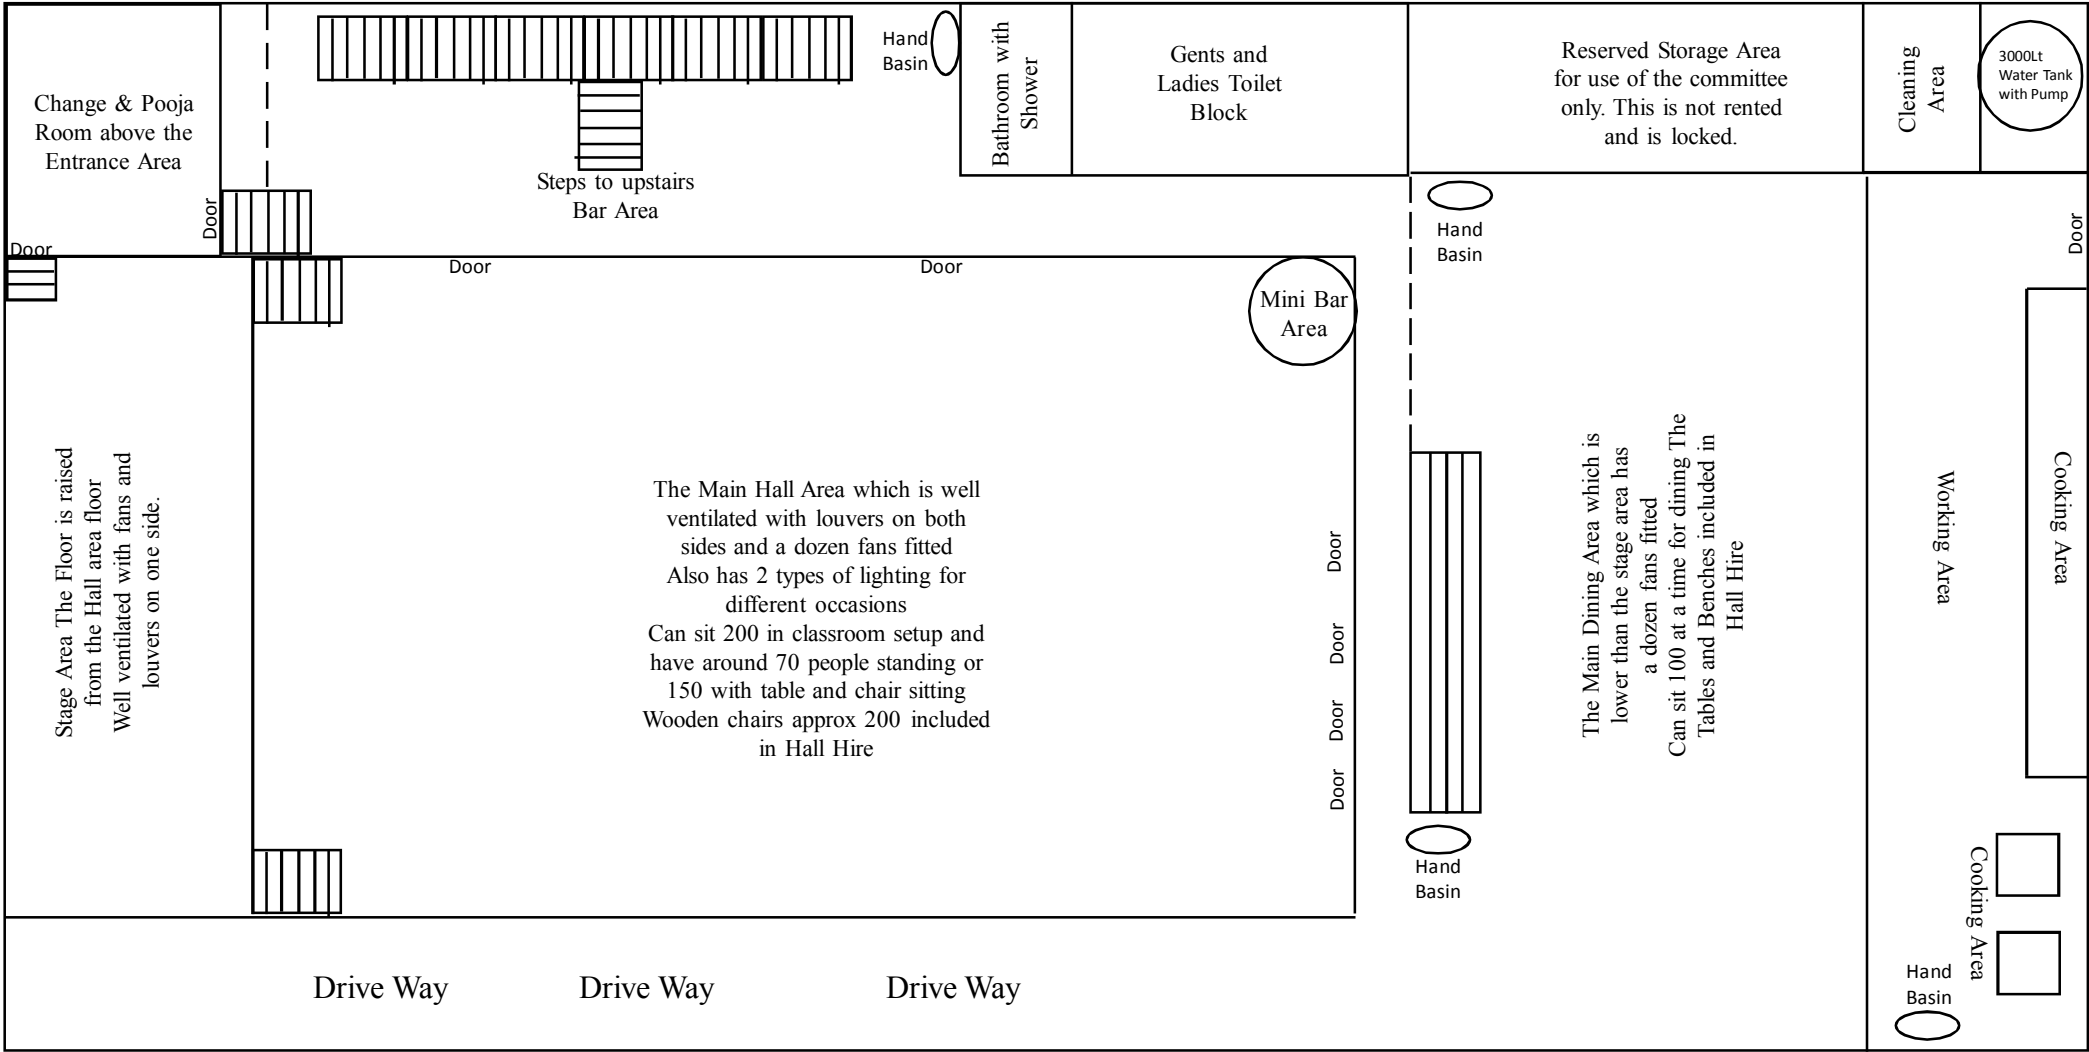 Change & Pooja
Room above the
Entrance Area
Door
Door
Steps to upstairs
Bar Area
Hand
Basin
Bathroom with
Shower
Gents and
Ladies Toilet
Block
Reserved Storage Area
for use of the committee
only. This is not rented
and is locked.
Cleaning
Area
3000Lt
Water Tank
with Pump
Hand
Basin
Door
Door
Door
Mini Bar
Area
Stage Area The Floor is raised
from the Hall area floor
Well ventilated with fans and
louvers on one side.
The Main Hall Area which is well
ventilated with louvers on both
sides and a dozen fans fitted
Also has 2 types of lighting for
different occasions
Can sit 200 in classroom setup and
have around 70 people standing or
150 with table and chair sitting
Wooden chairs approx 200 included
in Hall Hire
Door
Door
Door
Door
The Main Dining Area which is
lower than the stage area has
a dozen fans fitted
Can sit 100 at a time for dining The
Tables and Benches included in
Hall Hire
Working Area
Cooking Area
Hand
Basin
Cooking Area
Hand
Basin
Drive Way
Drive Way
Drive Way